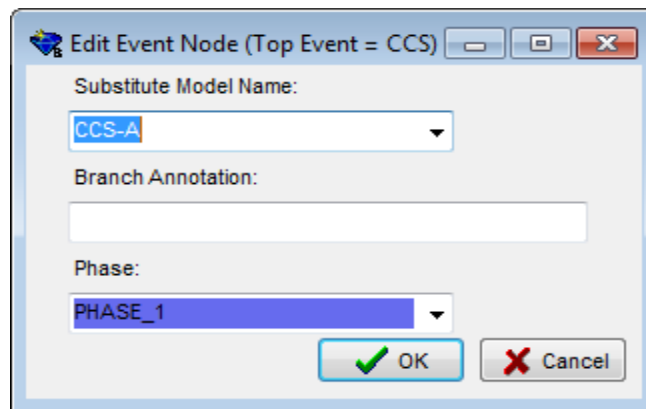 Edit Event Node (Top Event = CCS)
Substitute Model Name:
CCS-A
Branch Annotation:
Phase:
PHASE_1
OK
Cancel